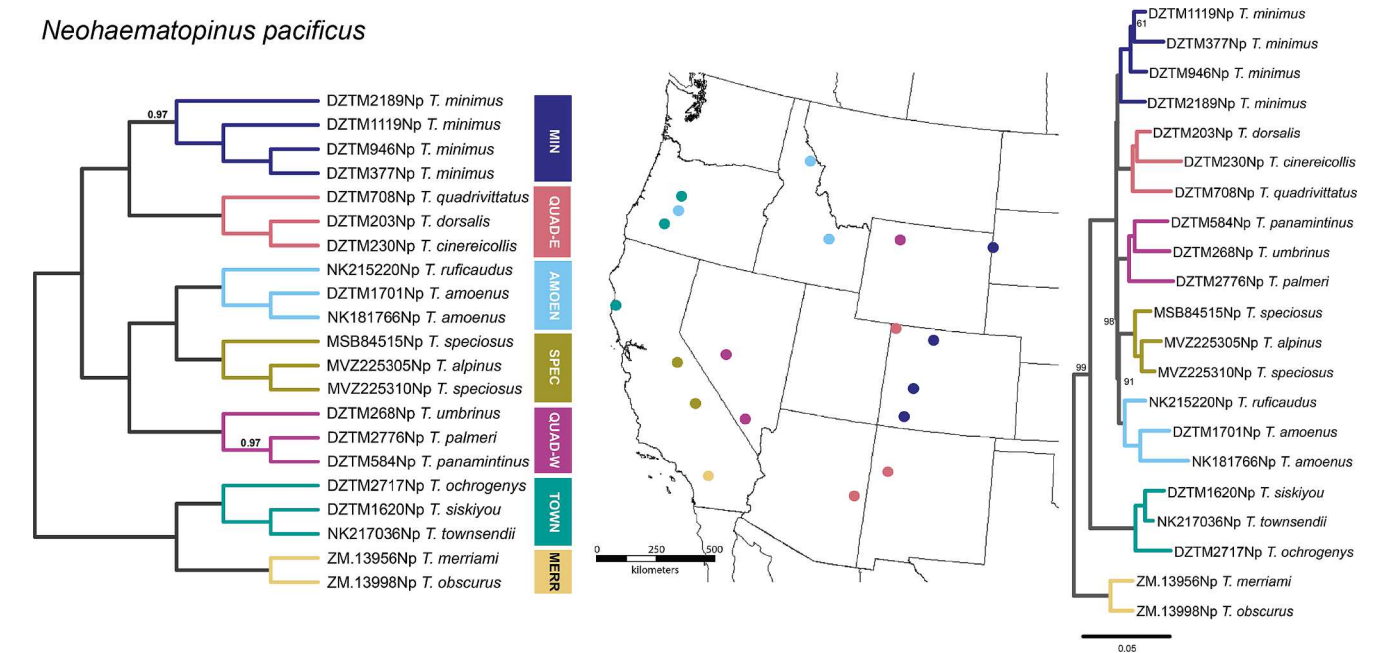 Neohaematopinus pacificus
0.97
DZTM2189Np T. minimus
DZTM1119Np T. minimus
DZTM946Np T. minimus
DZTM377Np T. minimus
DZTM708Np T. quadrivittatus
DZTM203Np T. dorsalis
DZTM230Np T. cinereicollis
NK215220Np T. ruficaudus
DZTM1701Np T. amoenus
NK181766Np T. amoenus
MSB84515Np T. speciosus
MVZ225305Np T. alpinus
MVZ225310Np T. speciosus
DZTM268Np T. umbrinus
0.97
DZTM2776Np T. palmeri
DZTM584Np T. panamintinus
DZTM2717Np T. ochrogenys
DZTM1620Np T. siskiyou
NK217036Np T. townsendii
ZM.13956Np T. merriami
ZM.13998Np T. obscurus
MIN
QUAD-E
AMOEN
SPEC
QUAD-W
TOWN
MERR
0 250 500
kilometers
DZTM1119Np T. minimus
61
DZTM377Np T. minimus
DZTM946Np T. minimus
DZTM2189Np T. minimus
DZTM203Np T. dorsalis
DZTM230Np T. cinereicollis
DZTM708Np T. quadrivittatus
DZTM584Np T. panamintinus
DZTM268Np T. umbrinus
DZTM2776Np T. palmeri
MSB84515Np T. speciosus
98
MVZ225305Np T. alpinus
99
MVZ225310Np T. speciosus
91
NK215220Np T. ruficaudus
DZTM1701Np T. amoenus
NK181766Np T. amoenus
DZTM1620Np T. siskiyou
NK217036Np T. townsendii
DZTM2717Np T. ochrogenys
ZM.13956Np T. merriami
ZM.13998Np T. obscurus
0.05